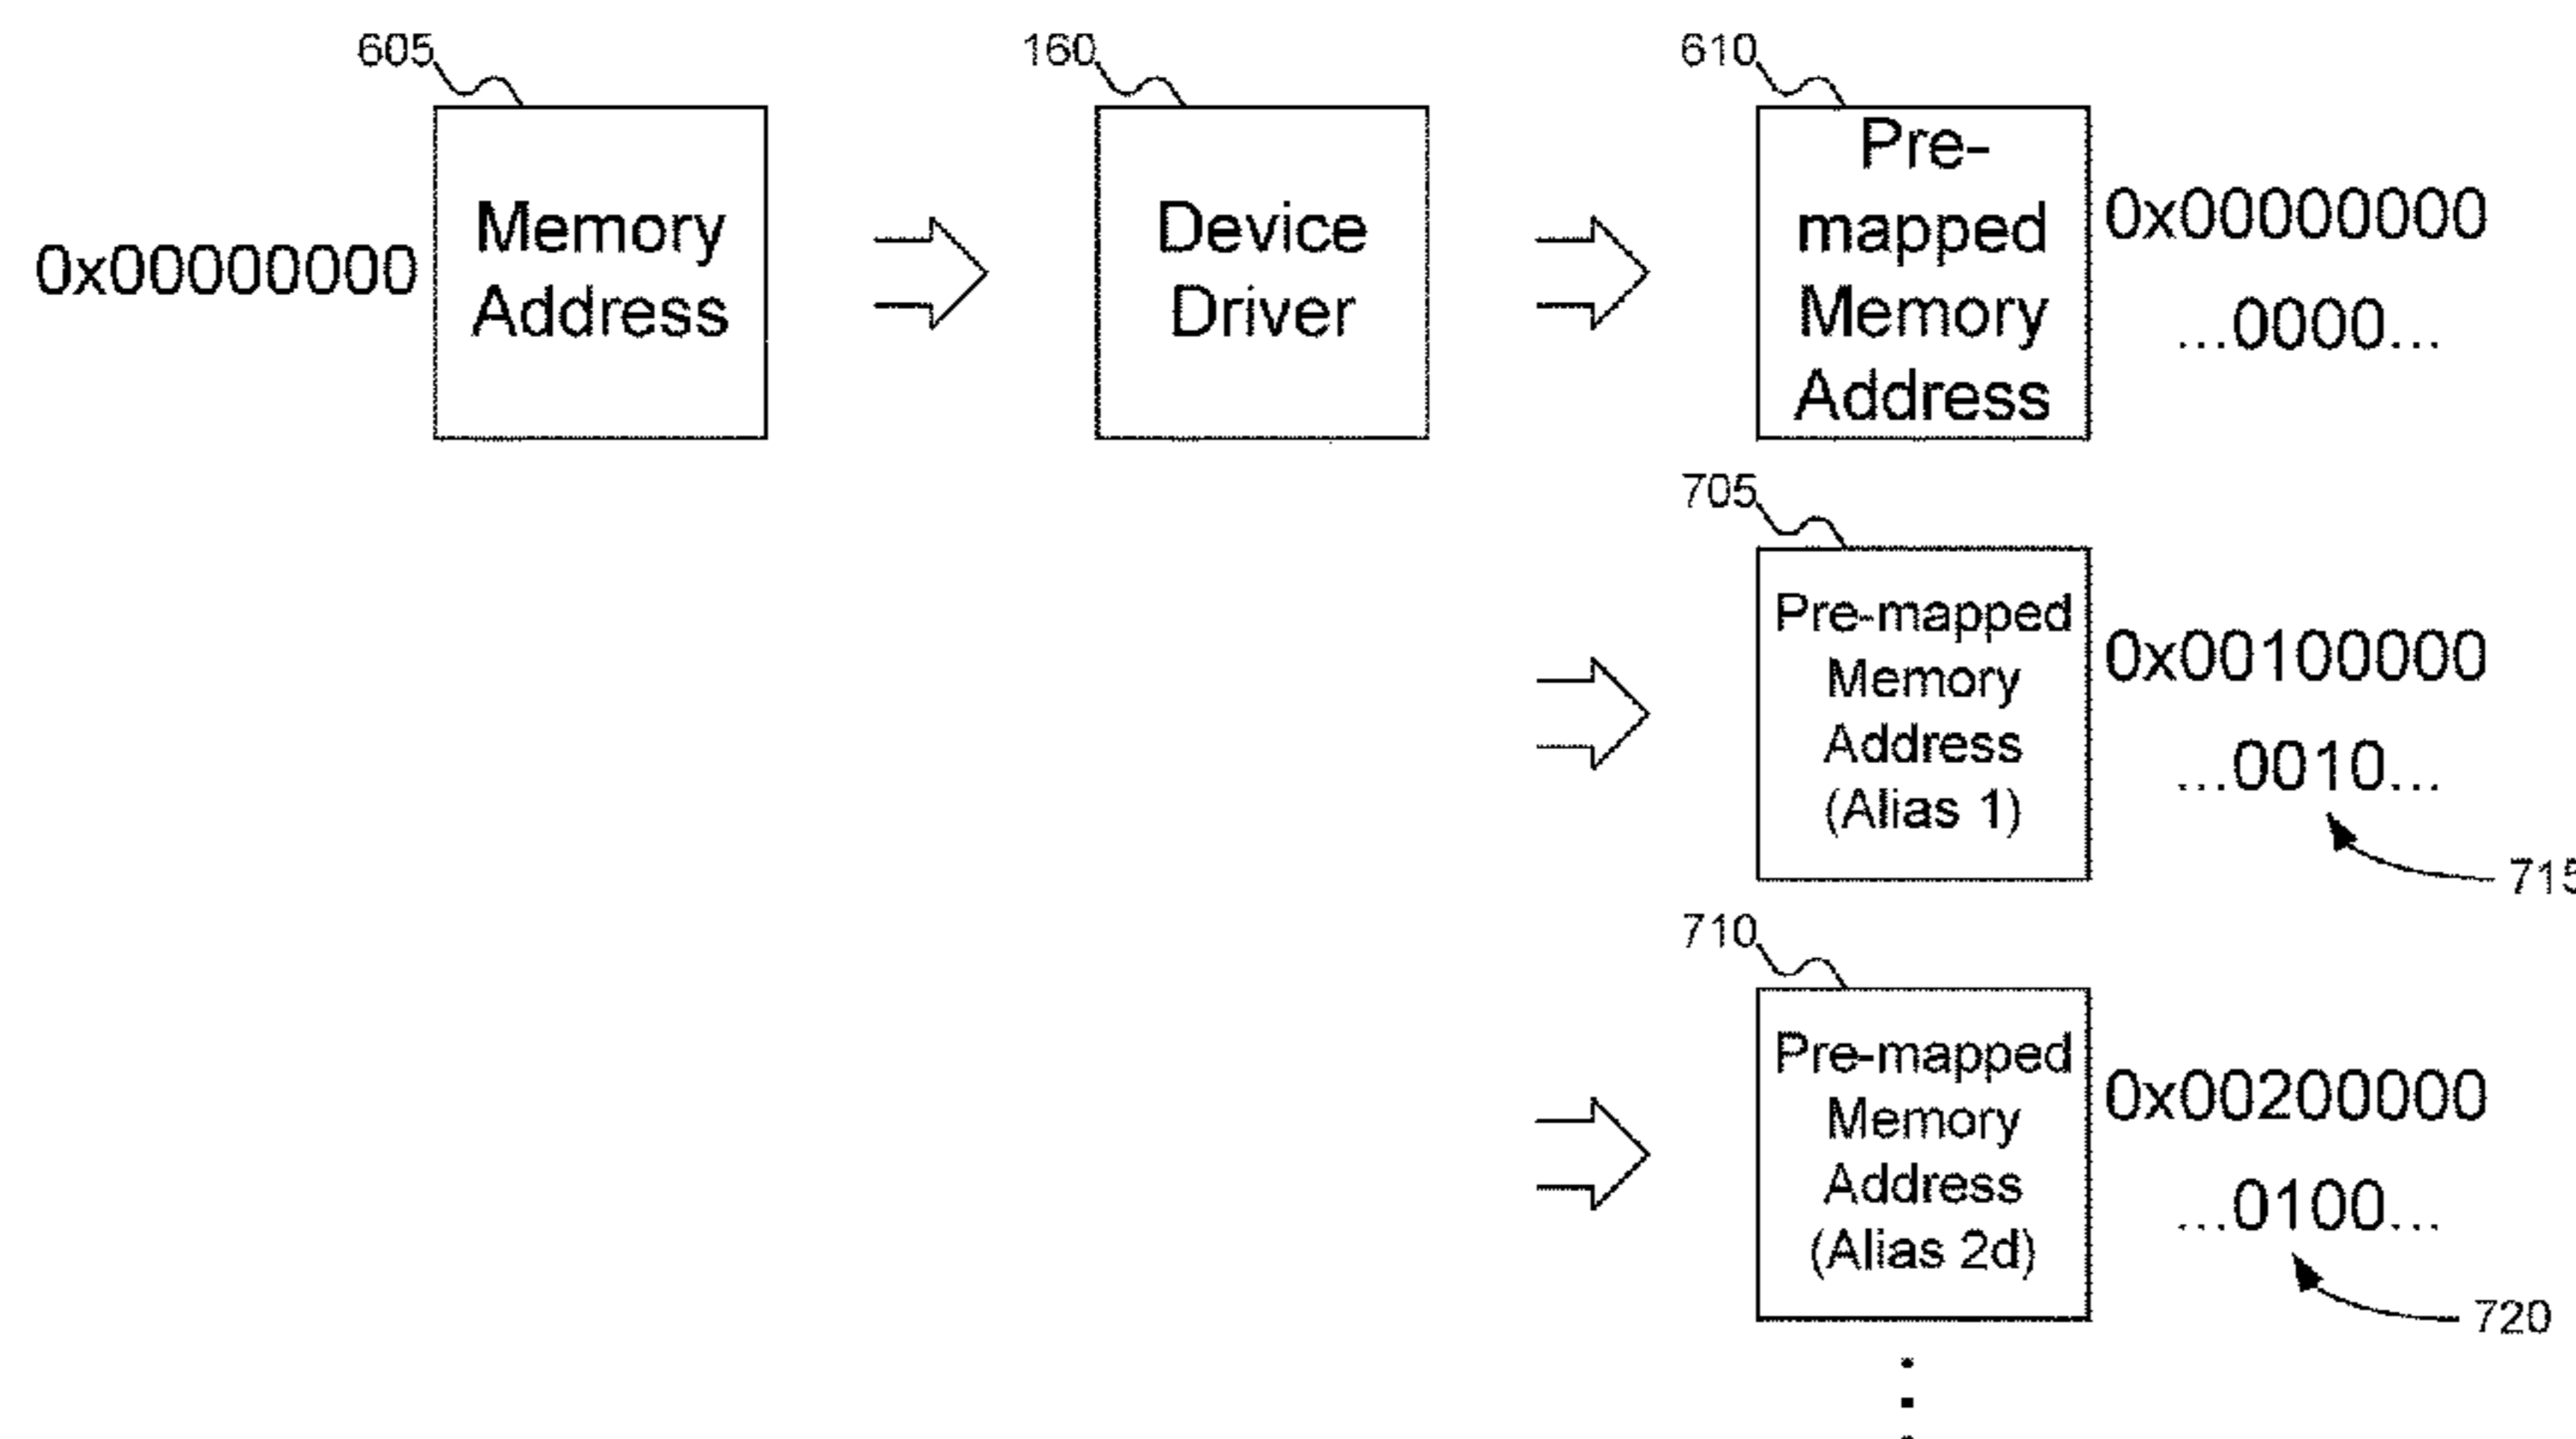 605
160
610
0x00000000
Memory
Address
Device
Driver
Pre-
mapped
Memory
Address
0x00000000
...0000...
705
Pre-mapped
Memory
Address
(Alias 1)
0x00100000
...0010...
715
710
Pre-mapped
Memory
Address
(Alias 2d)
0x00200000
...0100...
720